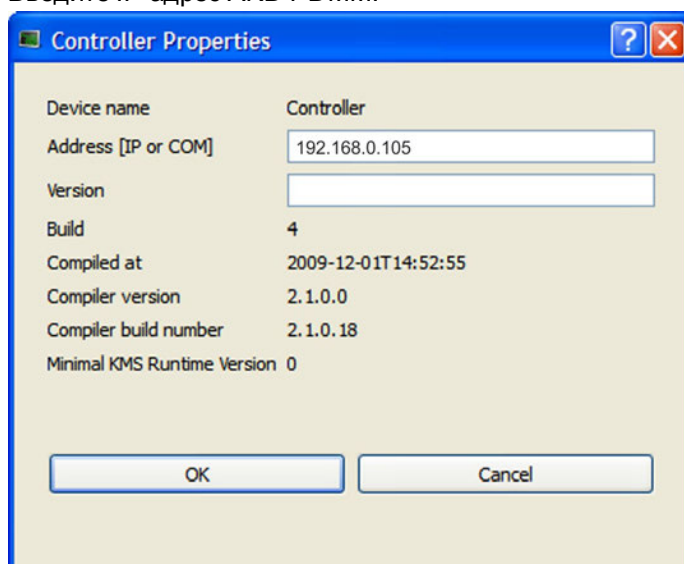 Controller Properties
Device name Controller
Address [IP or COM] 192.168.0.105
Version
Build 4
Compiled at 2009-12-01T14:52:55
Compiler version 2.1.0.0
Compiler build number 2.1.0.18
Minimal KMS Runtime Version 0
OK Cancel